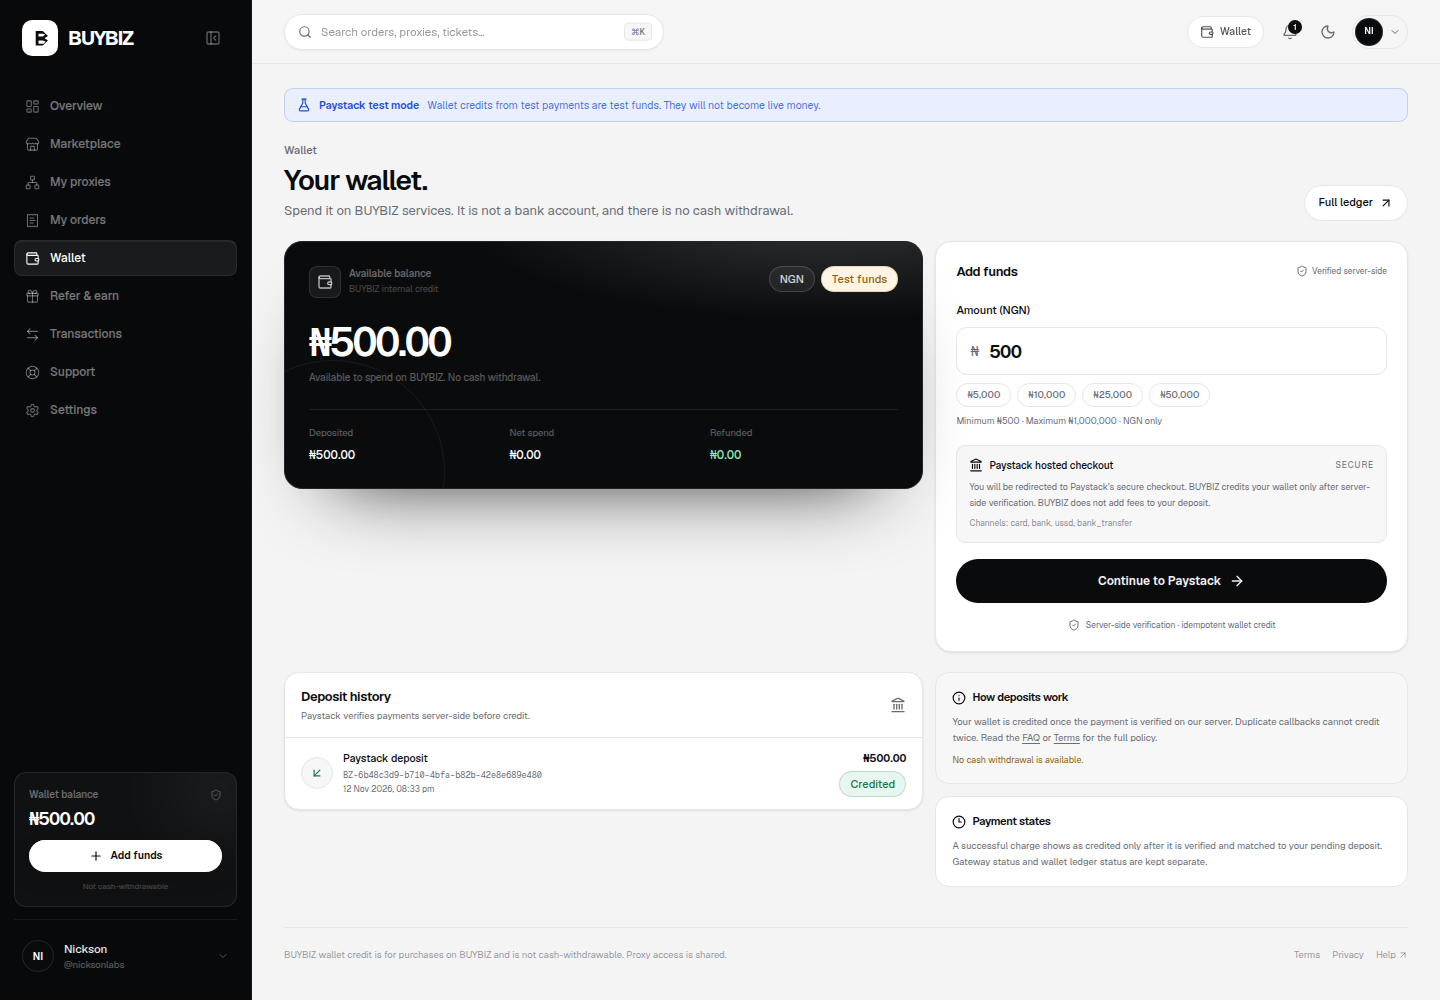 BUYBIZ
Overview
Marketplace
My proxies
My orders
Wallet
Refer & earn
Transactions
Support
Settings
Wallet balance
₦500.00
Add funds
Not cash-withdrawable
NI
Nickson
@nicksonlabs
Search orders, proxies, tickets...
⌘K
Wallet
1
NI
Paystack test mode Wallet credits from test payments are test funds. They will not become live money.
Wallet
Your wallet.
Spend it on BUYBIZ services. It is not a bank account, and there is no cash withdrawal.
Full ledger
Available balance
BUYBIZ internal credit
NGN
Test funds
₦500.00
Available to spend on BUYBIZ. No cash withdrawal.
Deposited
₦500.00
Net spend
₦0.00
Refunded
₦0.00
Add funds
Verified server-side
Amount (NGN)
₦ 500
₦5,000
₦10,000
₦25,000
₦50,000
Minimum ₦500 · Maximum ₦1,000,000 · NGN only
Paystack hosted checkout
SECURE
You will be redirected to Paystack's secure checkout. BUYBIZ credits your wallet only after server-
side verification. BUYBIZ does not add fees to your deposit.
Channels: card, bank, ussd, bank_transfer
Continue to Paystack
Server-side verification · idempotent wallet credit
Deposit history
Paystack verifies payments server-side before credit.
Paystack deposit
BZ-6b48c3d9-b710-4bfa-b82b-42e8e689e480
12 Nov 2026, 08:33 pm
₦500.00
Credited
How deposits work
Your wallet is credited once the payment is verified on our server. Duplicate callbacks cannot credit
twice. Read the FAQ or Terms for the full policy.
No cash withdrawal is available.
Payment states
A successful charge shows as credited only after it is verified and matched to your pending deposit.
Gateway status and wallet ledger status are kept separate.
BUYBIZ wallet credit is for purchases on BUYBIZ and is not cash-withdrawable. Proxy access is shared.
Terms
Privacy
Help